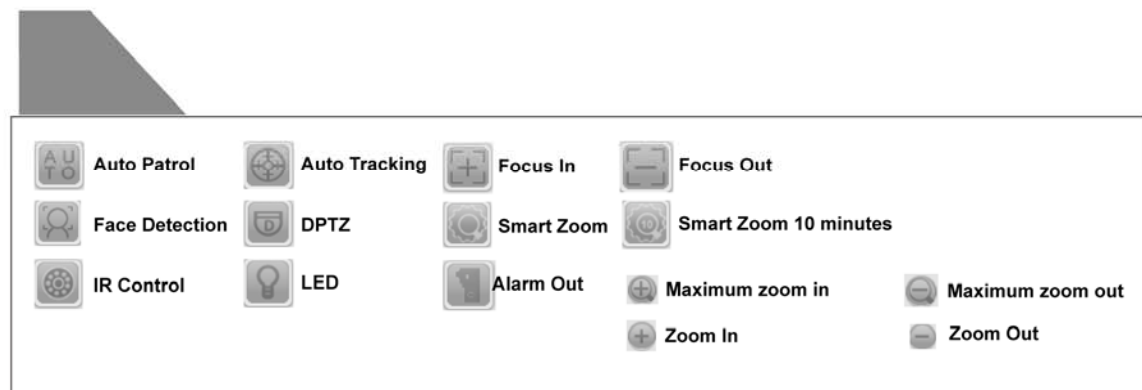 AUTO Auto Patrol Auto Tracking Focus In Focus Out
Face Detection D DPTZ Smart Zoom 10 Smart Zoom 10 minutes
IR Control LED Alarm Out Maximum zoom in Maximum zoom out
Zoom In Zoom Out